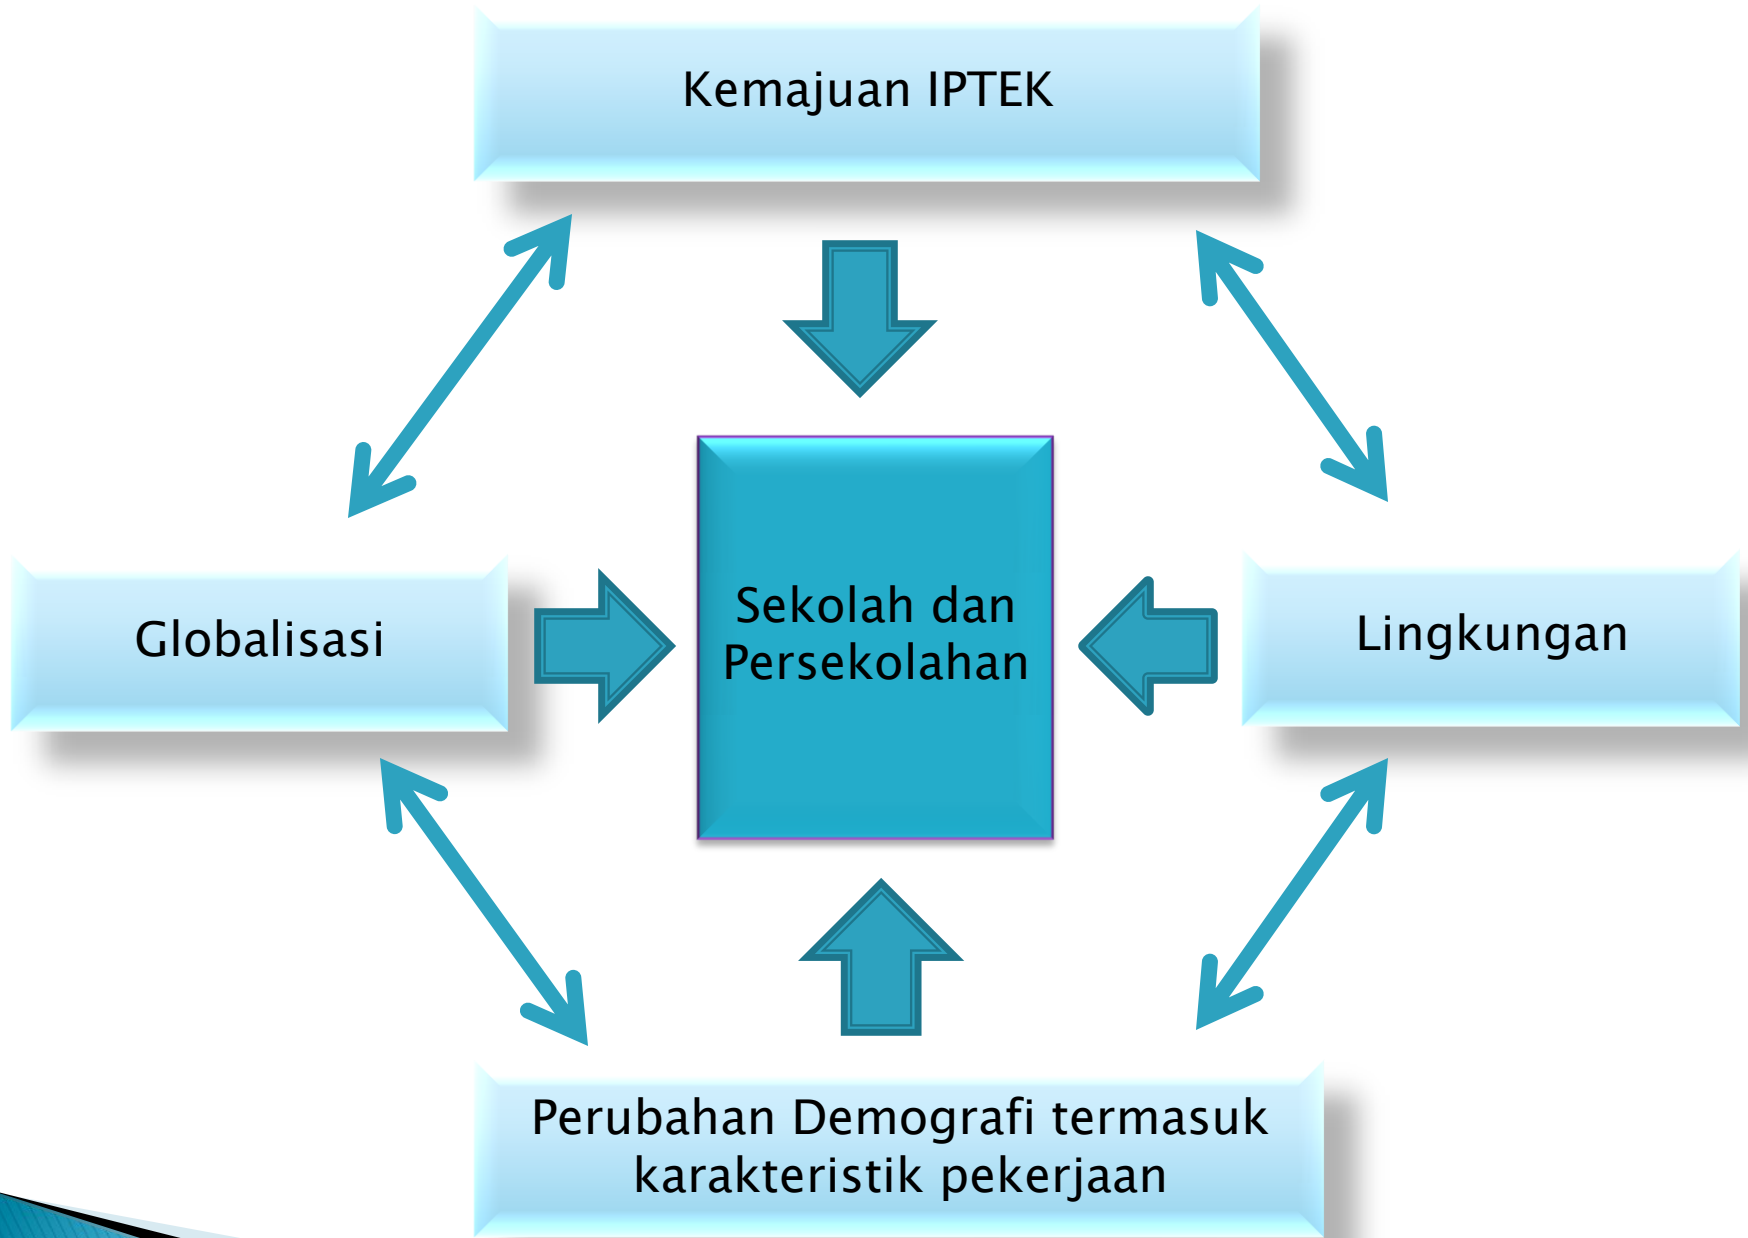 Kemajuan IPTEK
Globalisasi
Sekolah dan
Persekolahan
Lingkungan
Perubahan Demografi termasuk
karakteristik pekerjaan